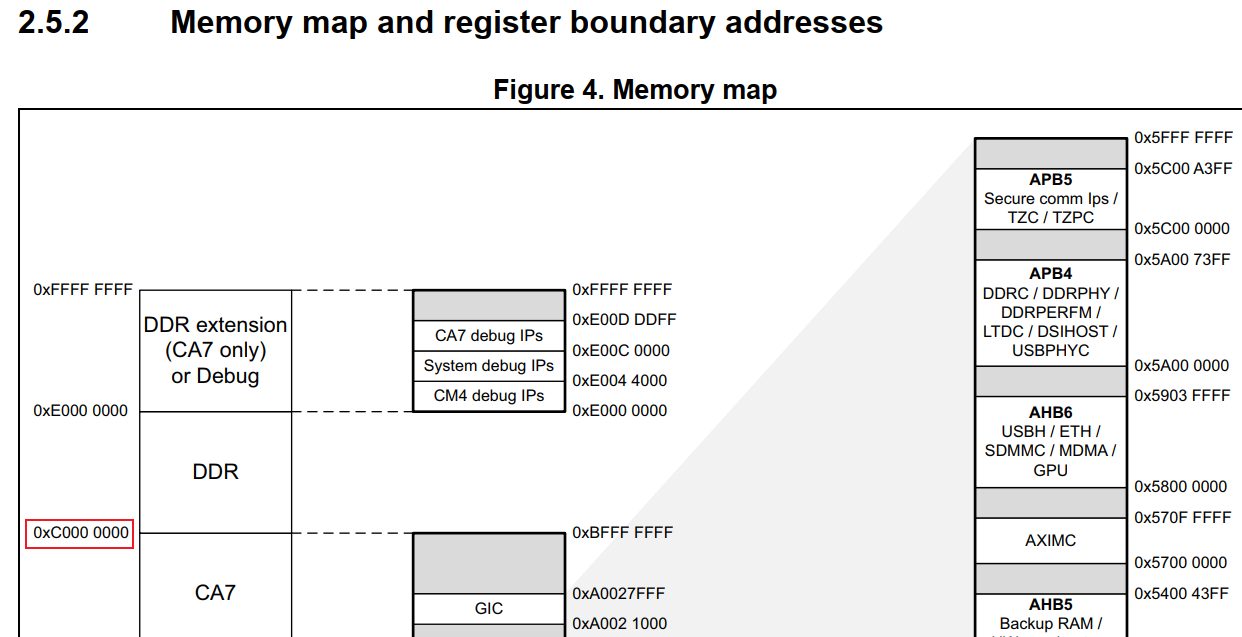 2.5.2 Memory map and register boundary addresses
Figure 4. Memory map
0xFFFF FFFF
DDR extension
(CA7 only)
or Debug
0xE000 0000
DDR
0xC000 0000
CA7
0xFFFF FFFF
0xE00D DDFF
CA7 debug IPs
0xE00C 0000
System debug IPs
0xE004 4000
CM4 debug IPs
0xE000 0000
0xBFFF FFFF
0xA0027FFF
GIC
0xA002 1000
0x5FFF FFFF
0x5C00 A3FF
APB5
Secure comm Ips /
TZC / TZPC
0x5C00 0000
0x5A00 73FF
APB4
DDRC / DDRPHY /
DDRPERFM /
LTDC / DSIHOST /
USBPHYC
0x5A00 0000
0x5903 FFFF
AHB6
USBH / ETH /
SDMMC / MDMA /
GPU
0x5800 0000
0x570F FFFF
AXIMC
0x5700 0000
0x5400 43FF
AHB5
Backup RAM /